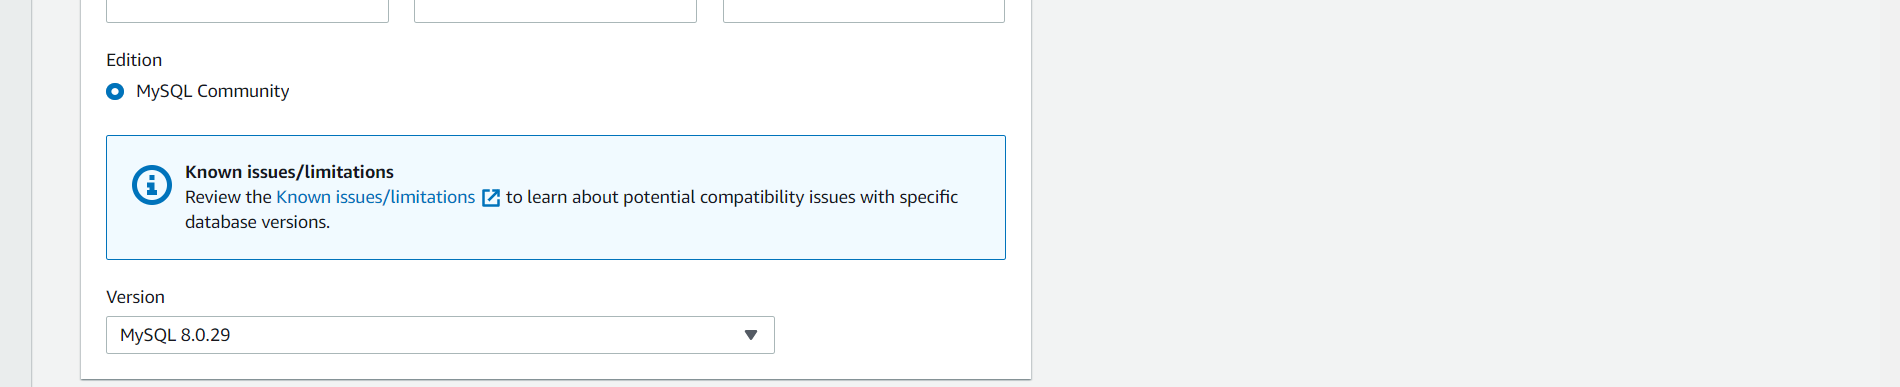 Edition
MySQL Community
Known issues/limitations
Review the Known issues/limitations to learn about potential compatibility issues with specific
database versions.
Version
MySQL 8.0.29